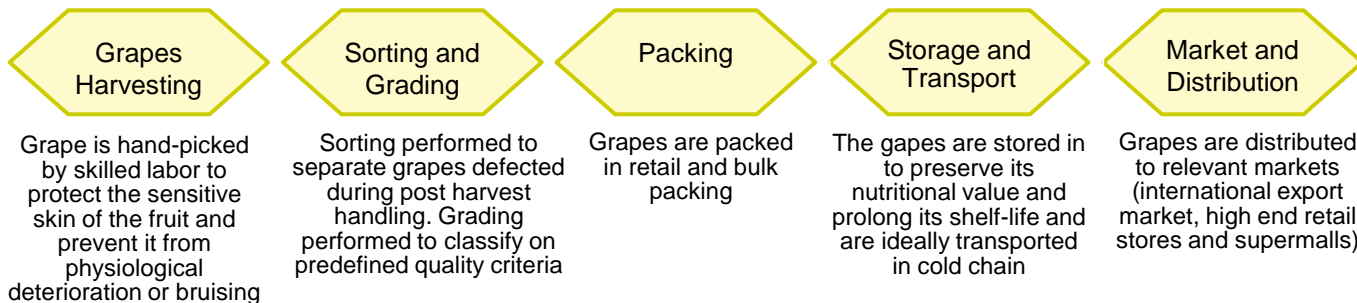 Grapes
Harvesting
Grape is hand-picked
by skilled labor to
protect the sensitive
skin of the fruit and
prevent it from
physiological
deterioration or bruising
Sorting and
Grading
Sorting performed to
separate grapes defected
during post harvest
handling. Grading
performed to classify on
predefined quality criteria
Packing
Grapes are packed
in retail and bulk
packing
Storage and
Transport
The gapes are stored in
to preserve its
nutritional value and
prolong its shelf-life and
are ideally transported
in cold chain
Market and
Distribution
Grapes are distributed
to relevant markets
(international export
market, high end retail
stores and supermalls)